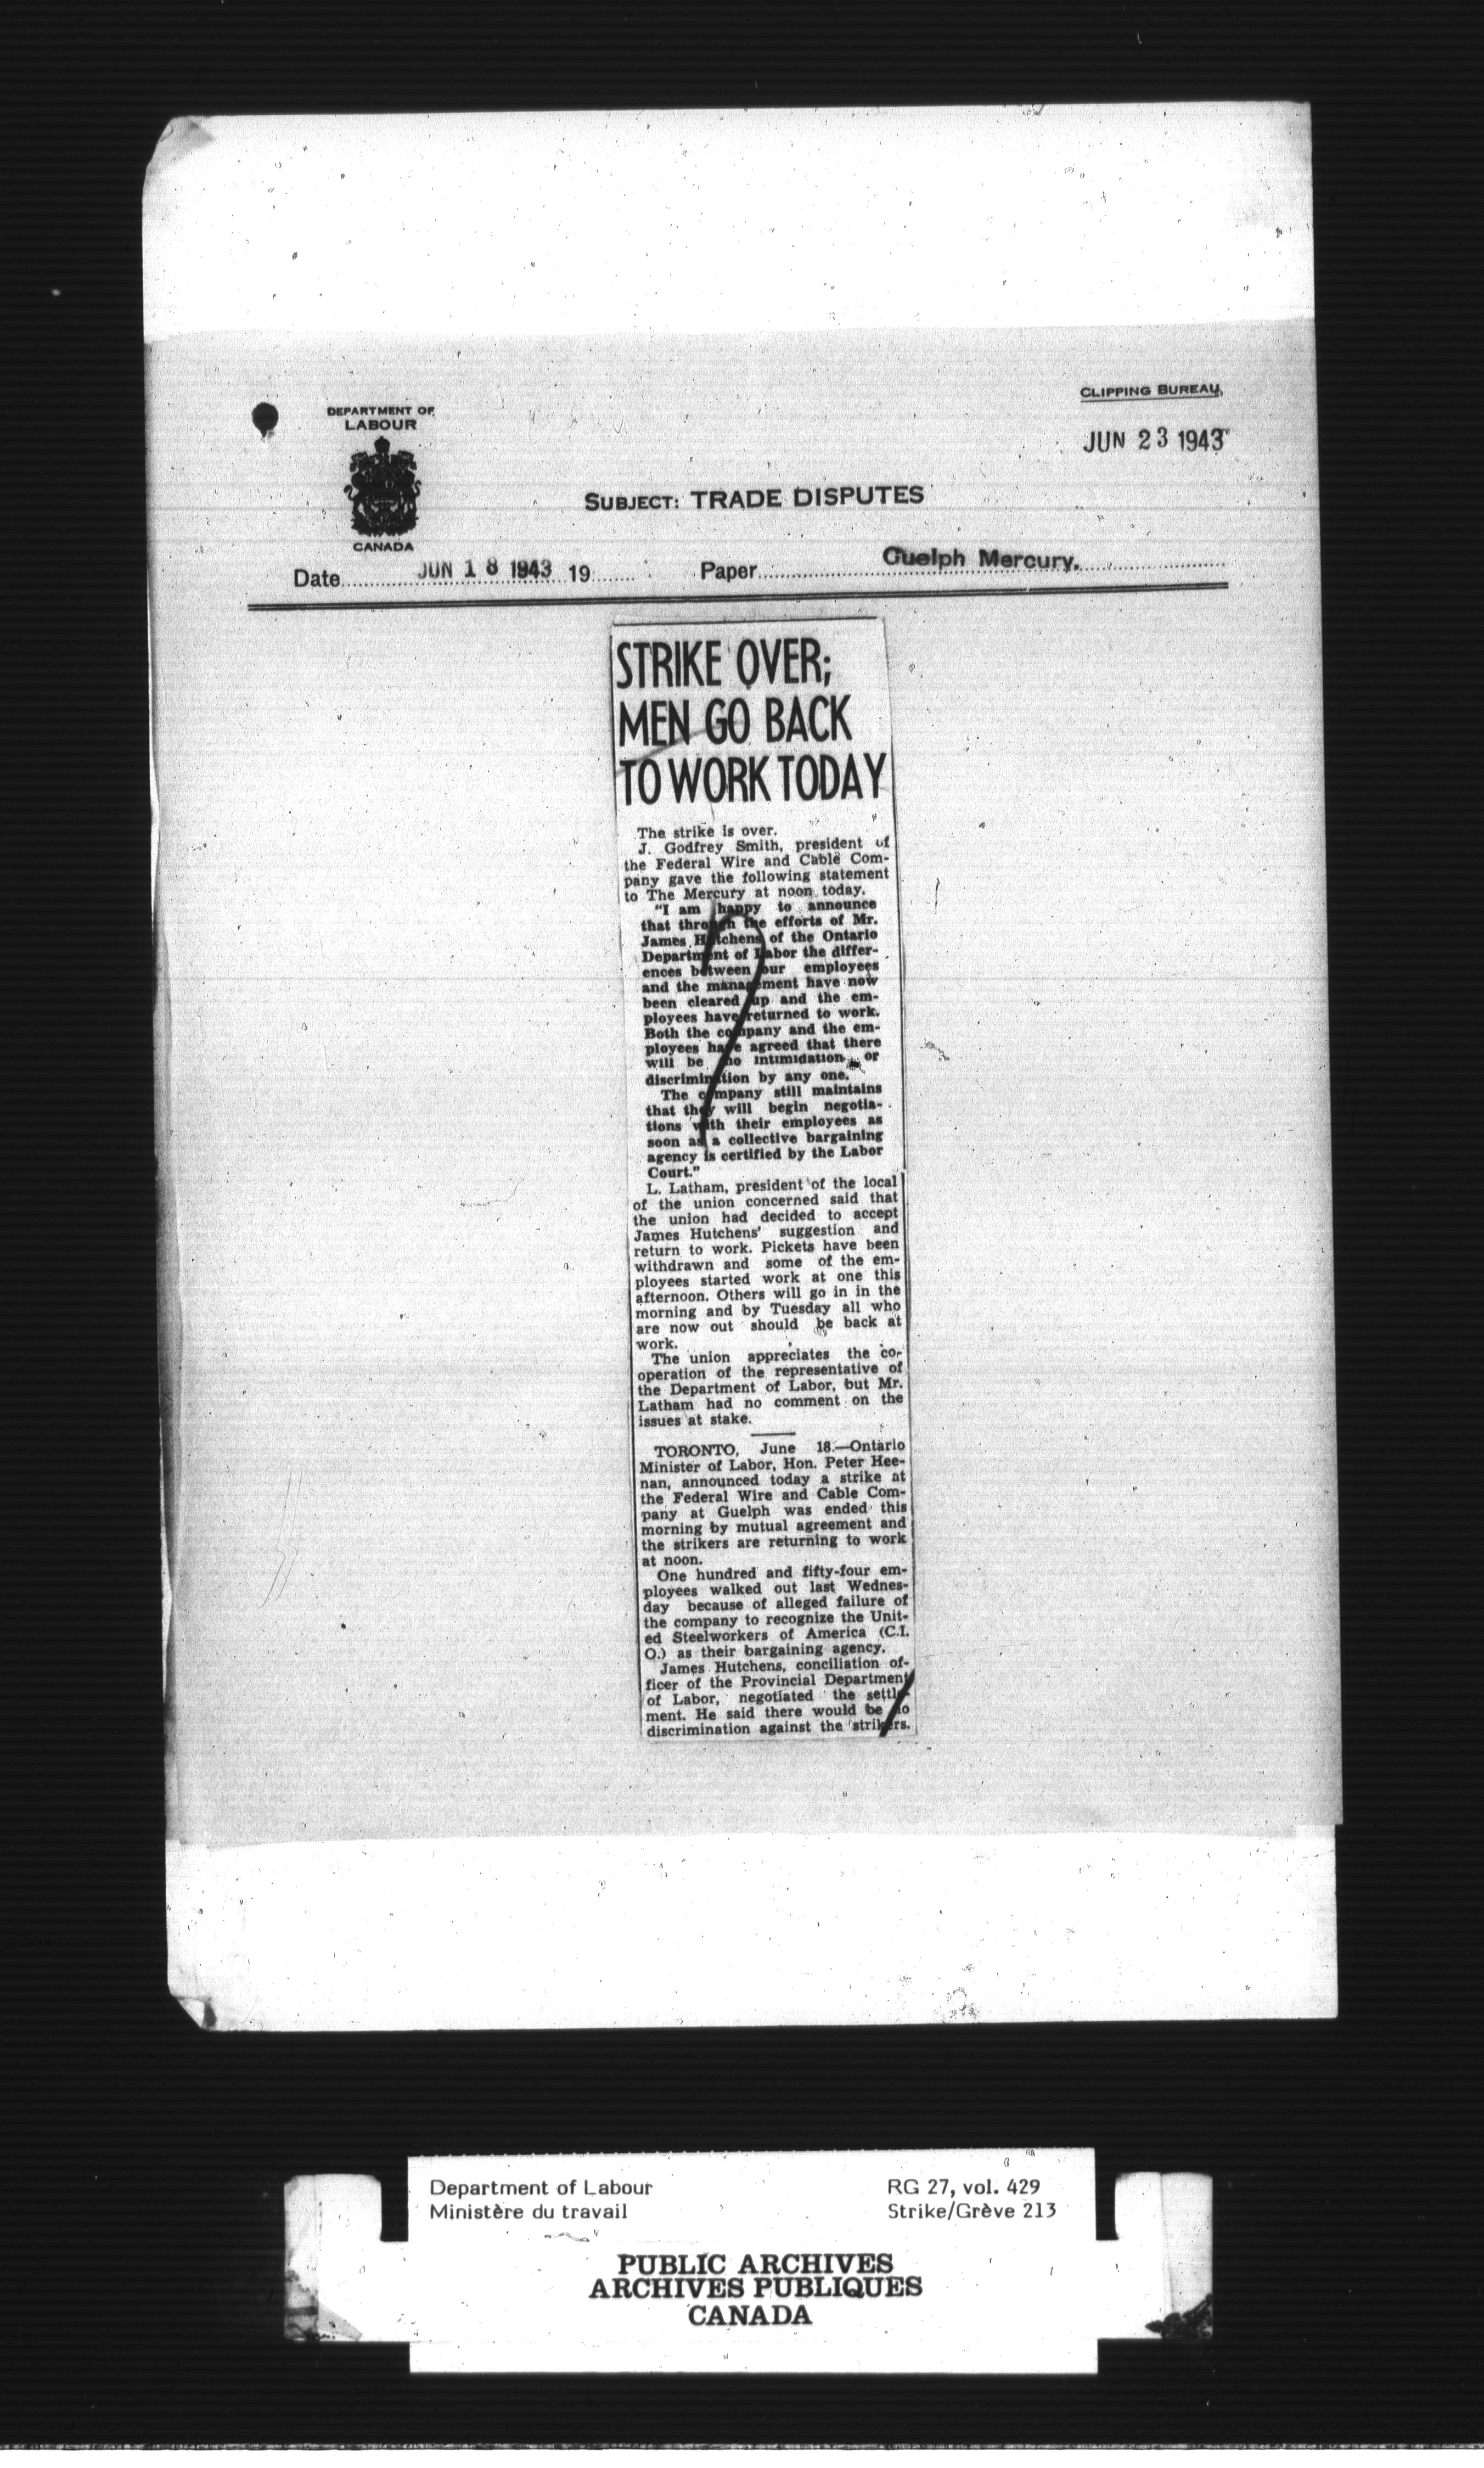 CLIPPING BUREAU,
DEPARTMENT OF
LABOUR
JUN 23 1943
SUBJECT: TRADE DISPUTES
CANADA
Date JUN 18 1943 19 Paper Guelph Mercury.
STRIKE OVER;
MEN GO BACK
TO WORK TODAY
The strike is over.
J. Godfrey Smith, president of
the Federal Wire and Cable Com-
pany gave the following statement
to The Mercury at noon today.
"I am happy to announce
that through the efforts of Mr.
James Hutchens of the Ontario
Department of Labor the differ-
ences between our employees
and the management have now
been cleared up and the em-
ployees have returned to work.
Both the company and the em-
ployees have agreed that there
will be no intimidation or
discrimination by any one.
The company still maintains
that they will begin negotia-
tions with their employees as
soon as a collective bargaining
agency is certified by the Labor
Court."
L. Latham, president of the local
of the union concerned said that
the union had decided to accept
James Hutchens' suggestion and
return to work. Pickets have been
withdrawn and some of the em-
ployees started work at one this
afternoon. Others will go in in the
morning and by Tuesday all who
are now out should be back at
work.
The union appreciates the co-
operation of the representative of
the Department of Labor, but Mr.
Latham had no comment on the
issues at stake.
TORONTO, June 18.—Ontario
Minister of Labor, Hon. Peter Hee-
nan, announced today a strike at
the Federal Wire and Cable Com-
pany at Guelph was ended this
morning by mutual agreement and
the strikers are returning to work
at noon.
One hundred and fifty-four em-
ployees walked out last Wednes-
day because of alleged failure of
the company to recognize the Unit-
ed Steelworkers of America (C.I.
O.) as their bargaining agency.
James Hutchens, conciliation of-
ficer of the Provincial Department
of Labor, negotiated the settle-
ment. He said there would be no
discrimination against the strikers.
Department of Labour RG 27, vol. 429
Ministère du travail Strike/Grève 213
PUBLIC ARCHIVES
ARCHIVES PUBLIQUES
CANADA